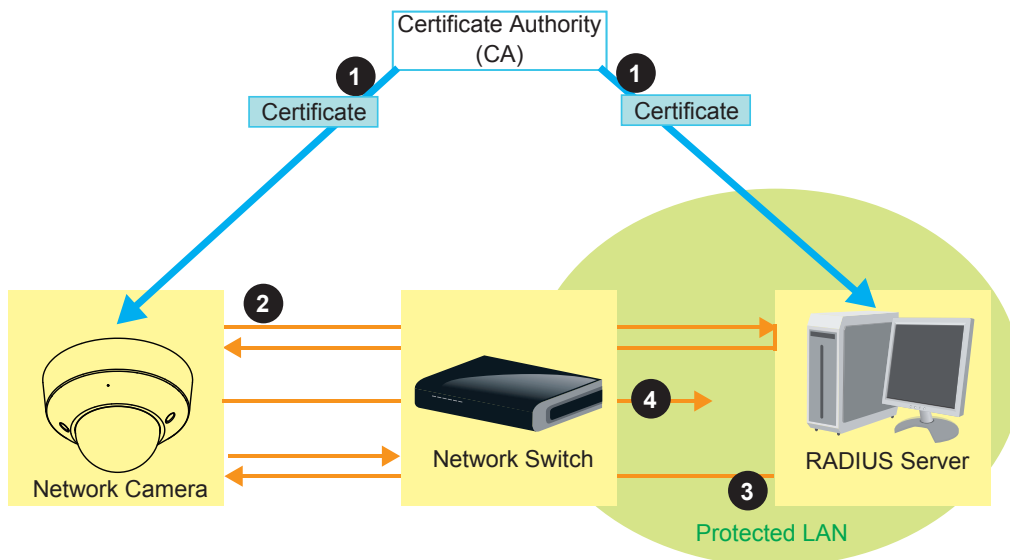 Certificate Authority
(CA)
1
1
Certificate
Certificate
2
4
Network Camera
Network Switch
RADIUS Server
3
Protected LAN